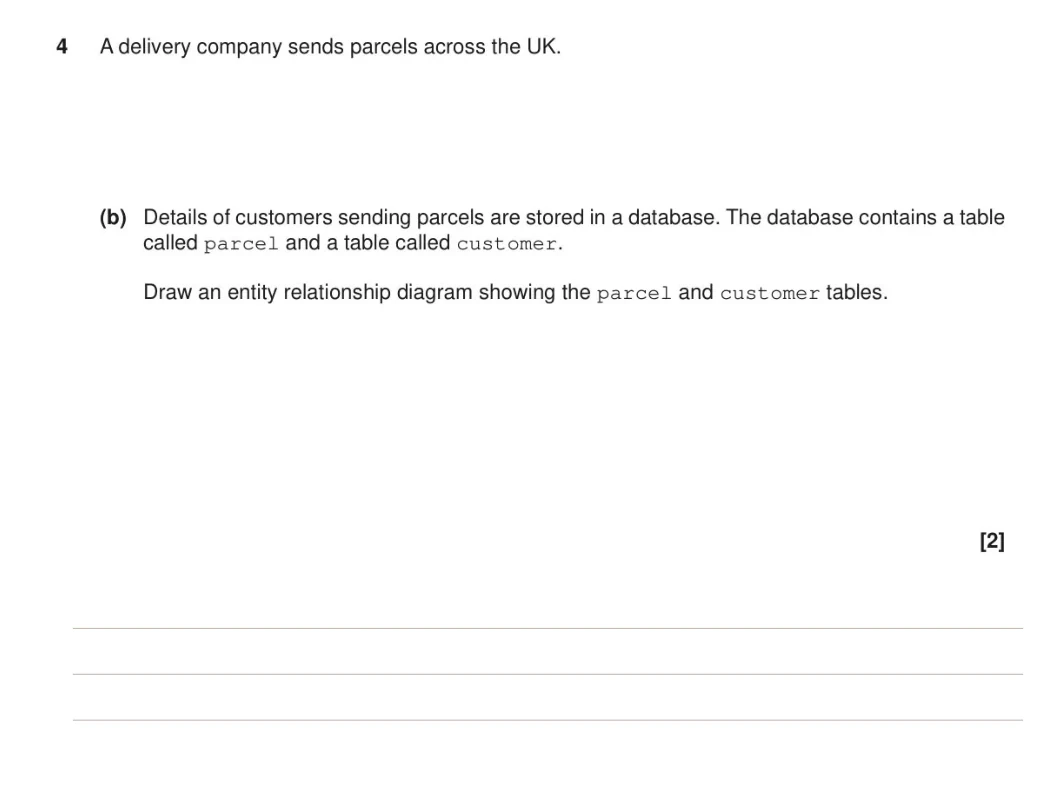 4 A delivery company sends parcels across the UK.
(b) Details of customers sending parcels are stored in a database. The database contains a table
called parcel and a table called customer.
Draw an entity relationship diagram showing the parcel and customer tables.
[2]